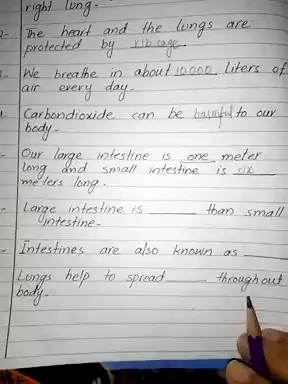 right lung.
The heart and the lungs are
protected by rib cage.
We breathe in about 10000 liters of
air every day.
Carbondioxide can be harmful to our
body.
Our large intestine is one meter
long and small intestine is six
meters long.
Large intestine is ______ than small
intestine.
Intestines are also known as ______
Lungs help to spread ______ throughout
body.